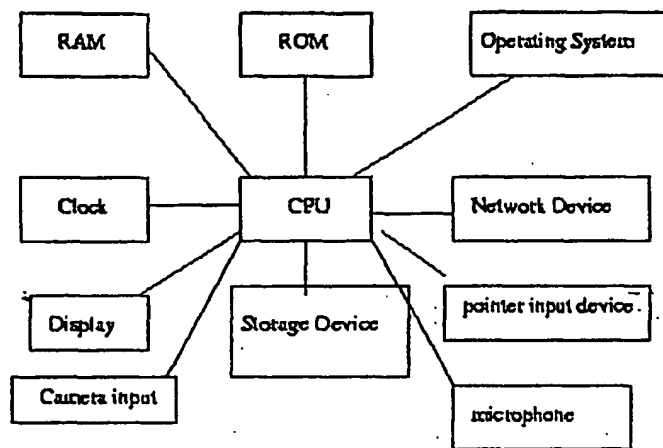 RAM
ROM
Operating System
Clock
CPU
Network Device
Display
Storage Device
pointer input device
Camera input
microphone